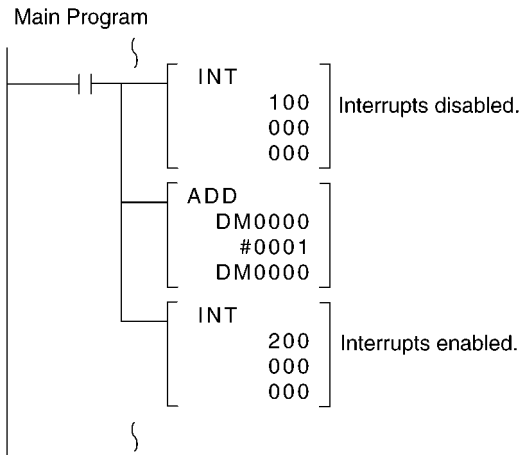 Main Program
INT
100 Interrupts disabled.
000
000
ADD
DM0000
#0001
DM0000
INT
200 Interrupts enabled.
000
000